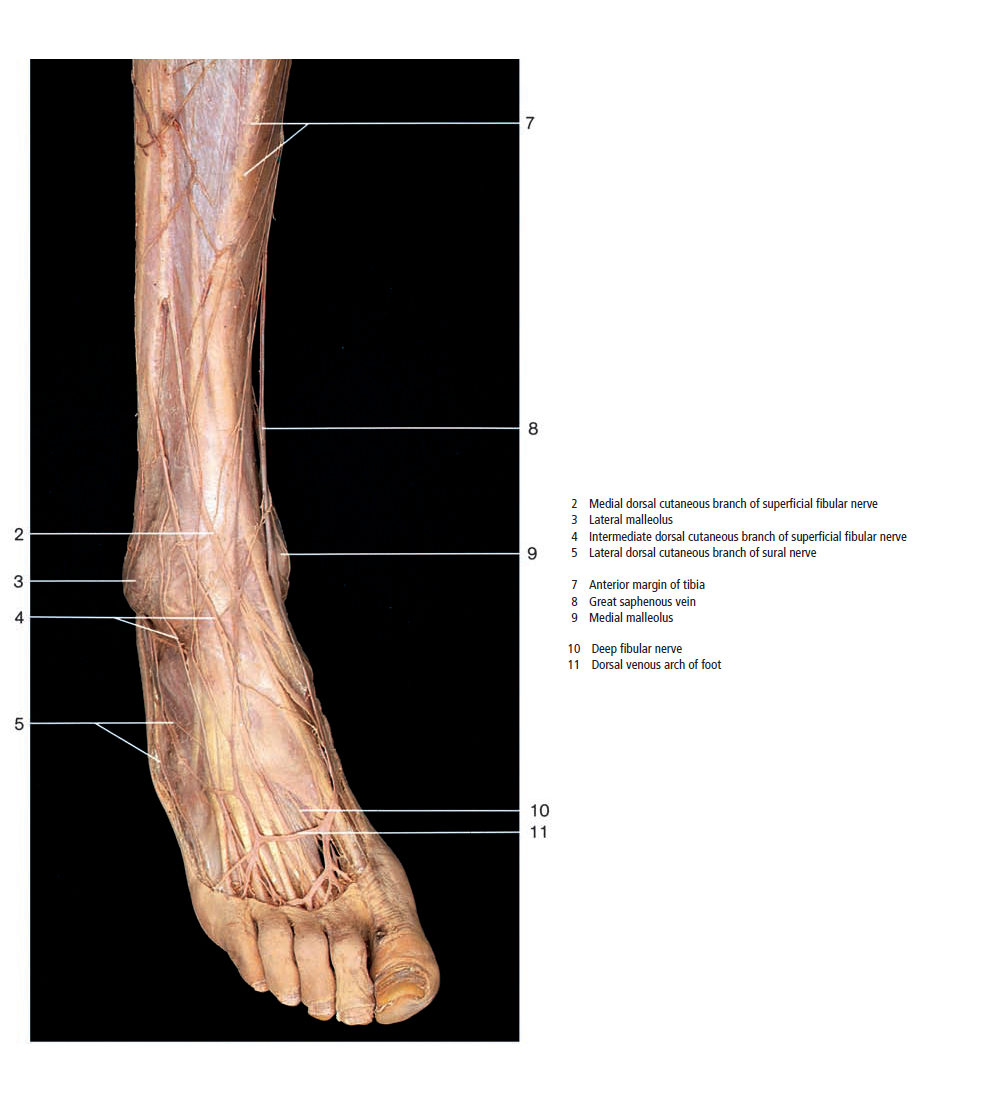 7
8
2
9
3
4
5
10
11
2 Medial dorsal cutaneous branch of superficial fibular nerve
3 Lateral malleolus
4 Intermediate dorsal cutaneous branch of superficial fibular nerve
5 Lateral dorsal cutaneous branch of sural nerve
7 Anterior margin of tibia
8 Great saphenous vein
9 Medial malleolus
10 Deep fibular nerve
11 Dorsal venous arch of foot